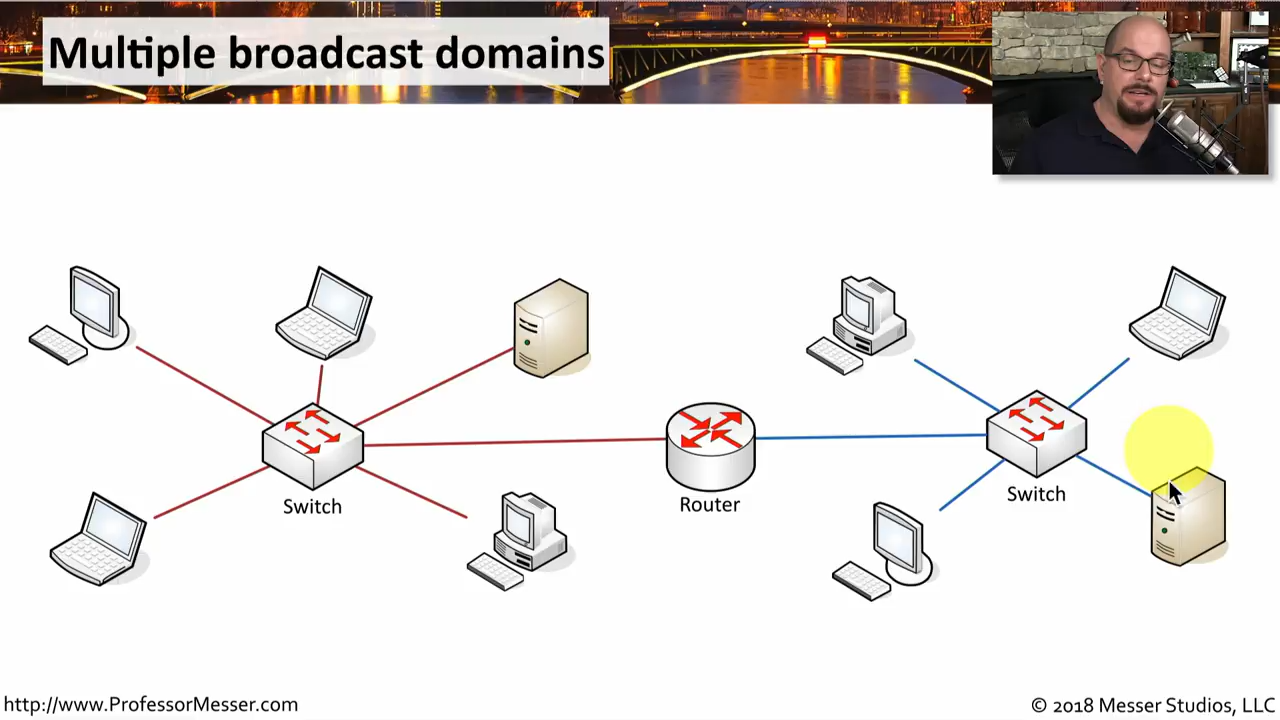 Multiple broadcast domains
Switch
Router
Switch
http://www.ProfessorMesser.com
© 2018 Messer Studios, LLC